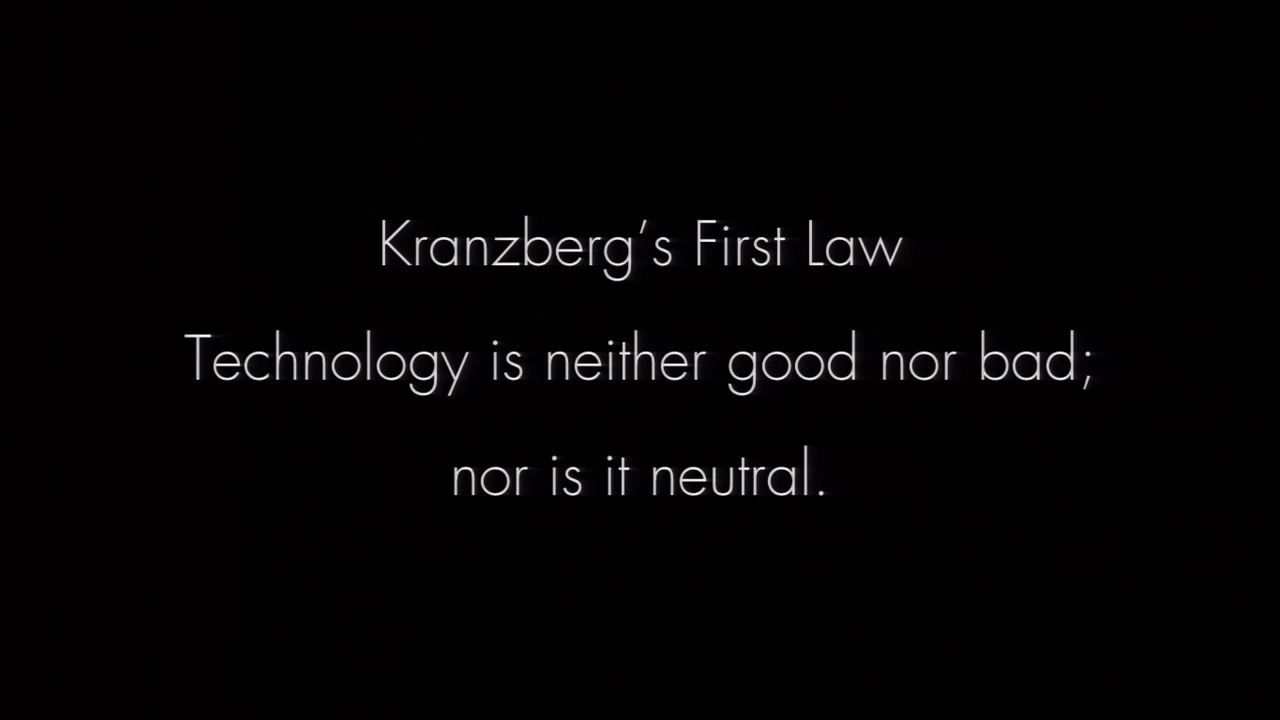 Kranzberg’s First Law
Technology is neither good nor bad;
nor is it neutral.